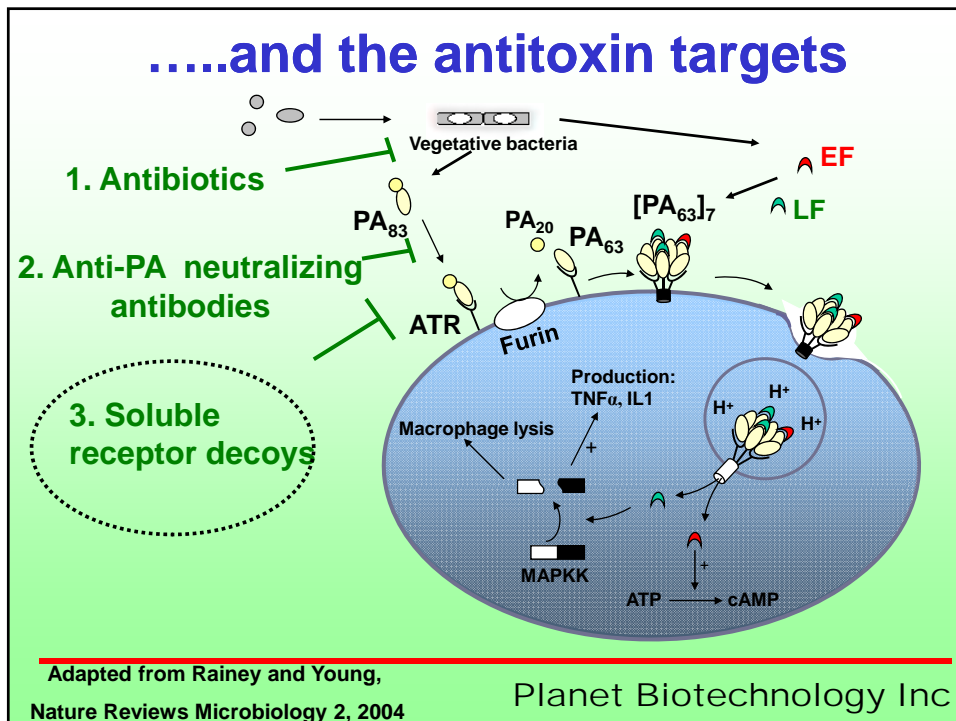 …..and the antitoxin targets
Vegetative bacteria
1. Antibiotics
EF
LF
PA₈₃
PA₂₀
PA₆₃
[PA₆₃]₇
2. Anti-PA neutralizing
antibodies
ATR
Furin
3. Soluble
receptor decoys
Production:
TNFα, IL1
Macrophage lysis
+
H⁺
H⁺
H⁺
MAPKK
+
ATP
cAMP
Adapted from Rainey and Young,
Nature Reviews Microbiology 2, 2004
Planet Biotechnology Inc